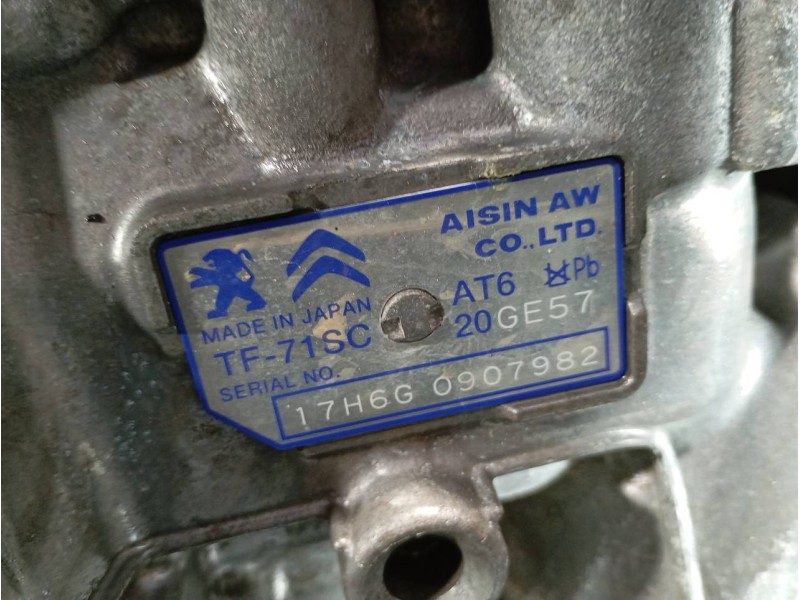 AISIN AW
CO.,LTD.
MADE IN JAPAN
AT6 Pb
TF-71SC
20GE57
SERIAL NO.
17H6G 0907982